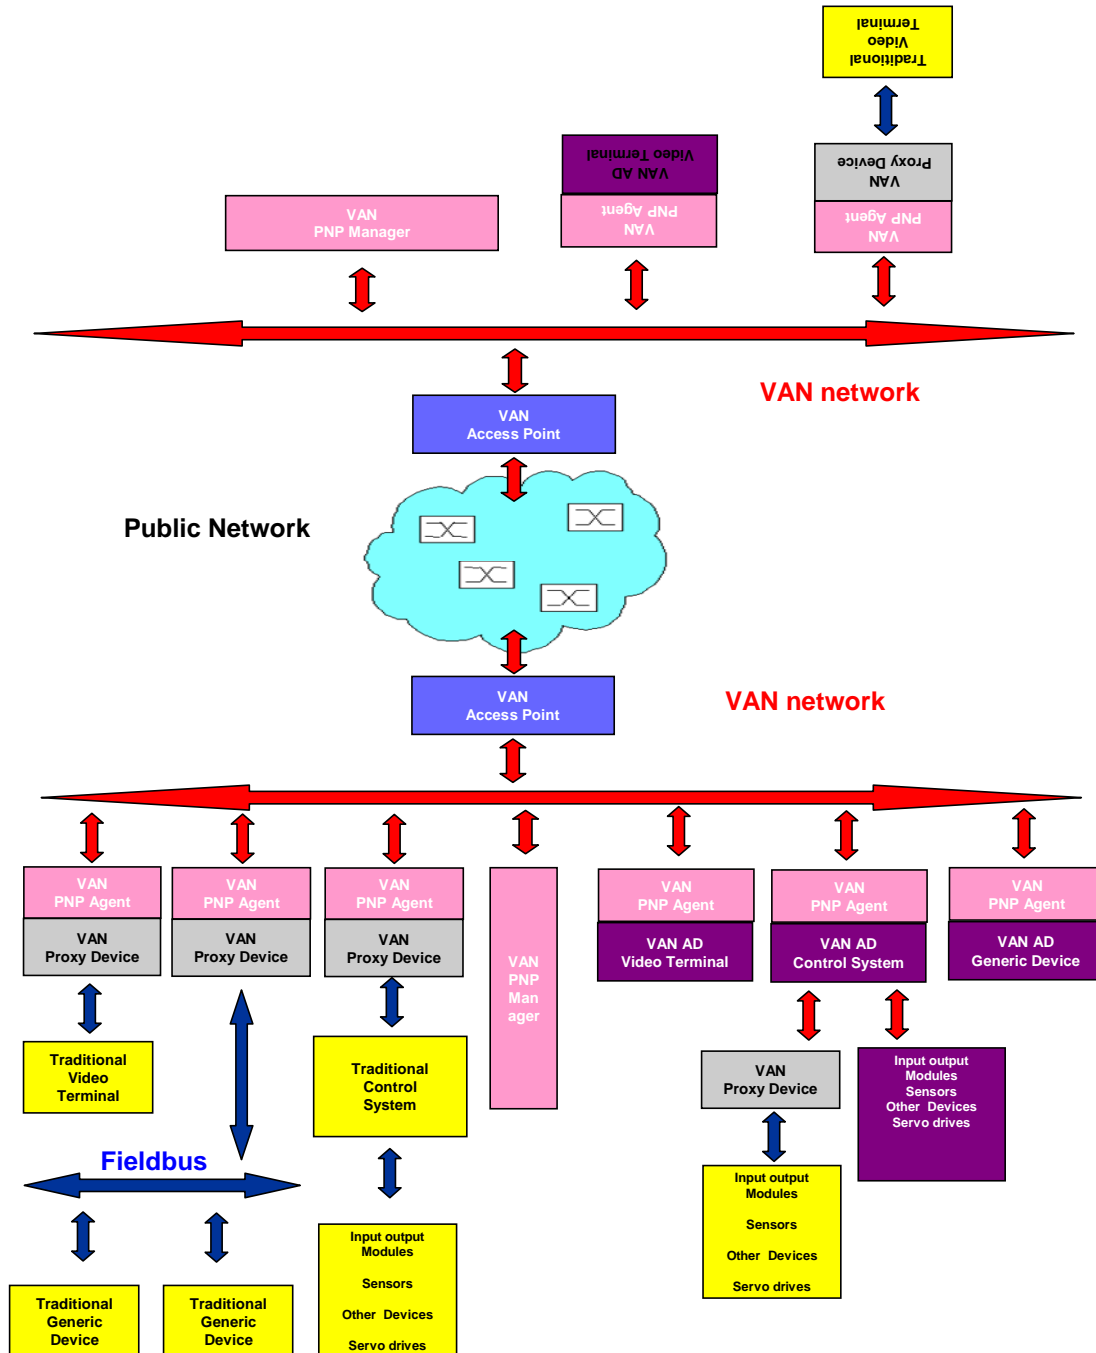 Traditional
Video
Terminal
VAN AD
Video Terminal
VAN
PNP Agent
VAN
Proxy Device
VAN
PNP Agent
VAN
PNP Manager
VAN network
VAN
Access Point
Public Network
VAN
Access Point
VAN network
VAN
PNP Agent
VAN
Proxy Device
VAN
PNP Agent
VAN
Proxy Device
VAN
PNP Agent
VAN
Proxy Device
VAN
PNP
Man
ager
VAN
PNP Agent
VAN AD
Video Terminal
VAN
PNP Agent
VAN AD
Control System
VAN
PNP Agent
VAN AD
Generic Device
Traditional
Video
Terminal
Traditional
Control
System
VAN
Proxy Device
Input output
Modules
Sensors
Other Devices
Servo drives
Fieldbus
Input output
Modules
Sensors
Other Devices
Servo drives
Traditional
Generic
Device
Traditional
Generic
Device
Input output
Modules
Sensors
Other Devices
Servo drives